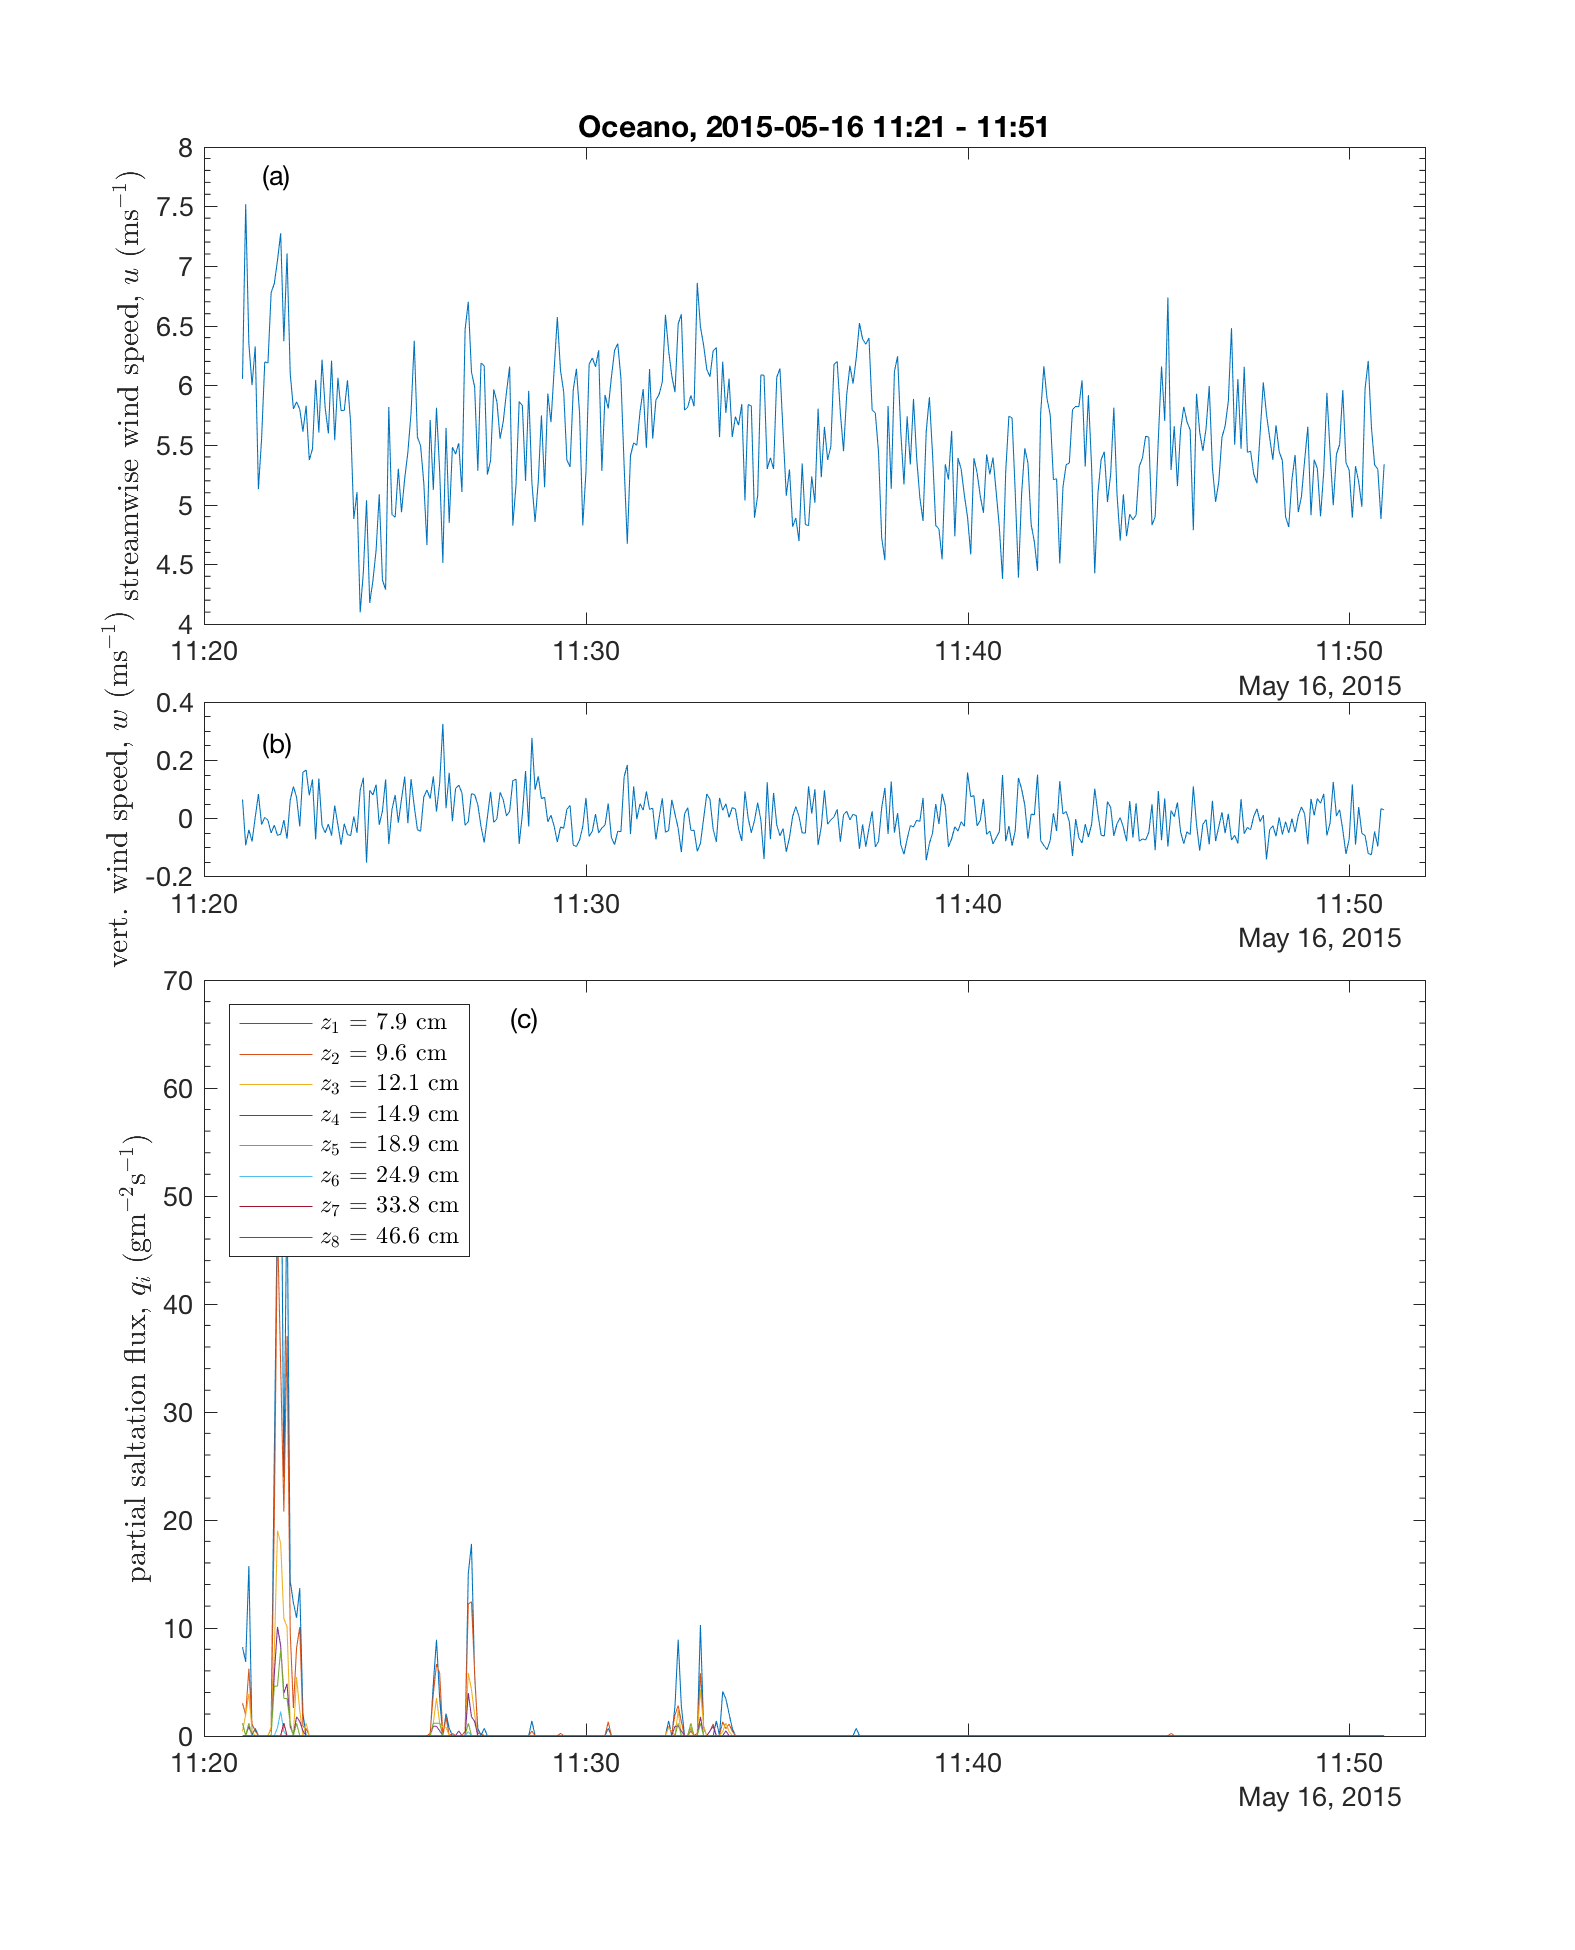 Oceano, 2015-05-16 11:21 - 11:51
(a)
streamwise wind speed, u (ms⁻¹)
8
7.5
7
6.5
6
5.5
5
4.5
4
11:20 11:30 11:40 11:50
May 16, 2015
(b)
vert. wind speed, w (ms⁻¹)
0.4
0.2
0
-0.2
11:20 11:30 11:40 11:50
May 16, 2015
(c)
partial saltation flux, qᵢ (gm⁻²s⁻¹)
70
60
50
40
30
20
10
0
z₁ = 7.9 cm
z₂ = 9.6 cm
z₃ = 12.1 cm
z₄ = 14.9 cm
z₅ = 18.9 cm
z₆ = 24.9 cm
z₇ = 33.8 cm
z₈ = 46.6 cm
11:20 11:30 11:40 11:50
May 16, 2015